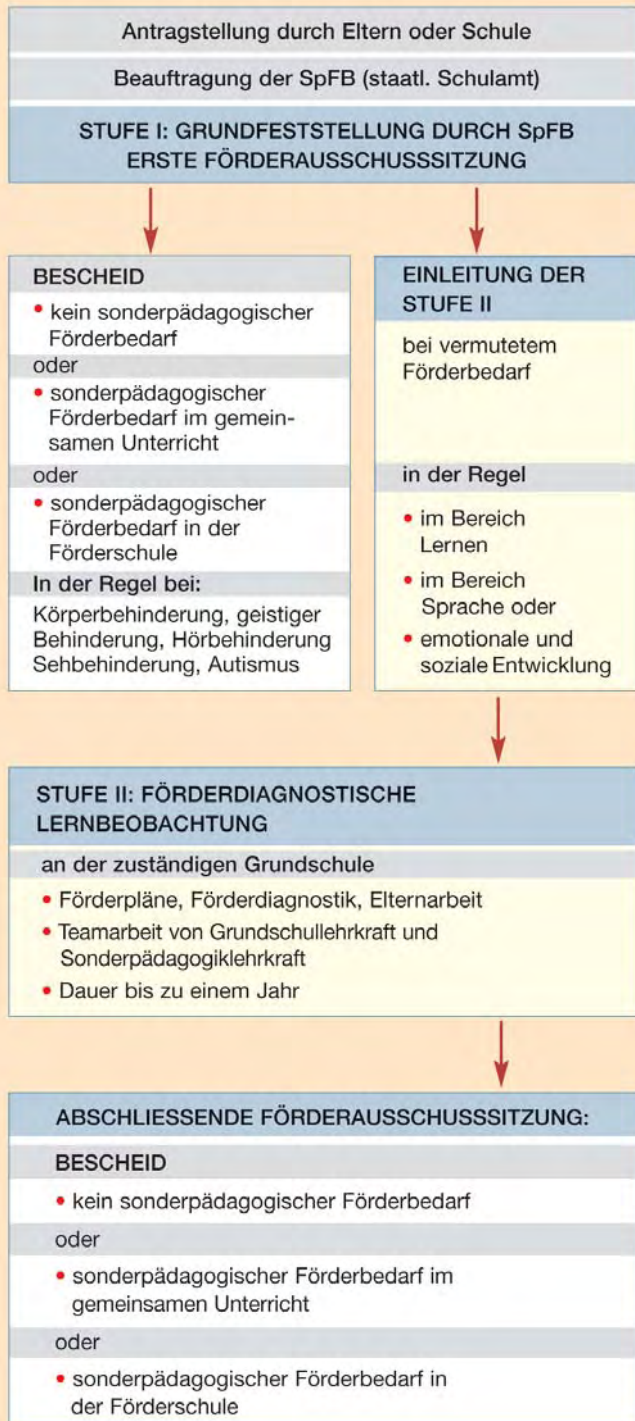 Antragstellung durch Eltern oder Schule
Beauftragung der SpFB (staatl. Schulamt)
STUFE I: GRUNDFESTSTELLUNG DURCH SpFB
ERSTE FÖRDERAUSSCHUSSSITZUNG
BESCHEID
• kein sonderpädagogischer
Förderbedarf
oder
• sonderpädagogischer
Förderbedarf im gemein-
samen Unterricht
oder
• sonderpädagogischer
Förderbedarf in der
Förderschule
In der Regel bei:
Körperbehinderung, geistiger
Behinderung, Hörbehinderung
Sehbehinderung, Autismus
EINLEITUNG DER
STUFE II
bei vermutetem
Förderbedarf
in der Regel
• im Bereich
Lernen
• im Bereich
Sprache oder
• emotionale und
soziale Entwicklung
STUFE II: FÖRDERDIAGNOSTISCHE
LERNBEOBACHTUNG
an der zuständigen Grundschule
• Förderpläne, Förderdiagnostik, Elternarbeit
• Teamarbeit von Grundschullehrkraft und
Sonderpädagogiklehrkraft
• Dauer bis zu einem Jahr
ABSCHLIESSENDE FÖRDERAUSSCHUSSSITZUNG:
BESCHEID
• kein sonderpädagogischer Förderbedarf
oder
• sonderpädagogischer Förderbedarf im
gemeinsamen Unterricht
oder
• sonderpädagogischer Förderbedarf in
der Förderschule